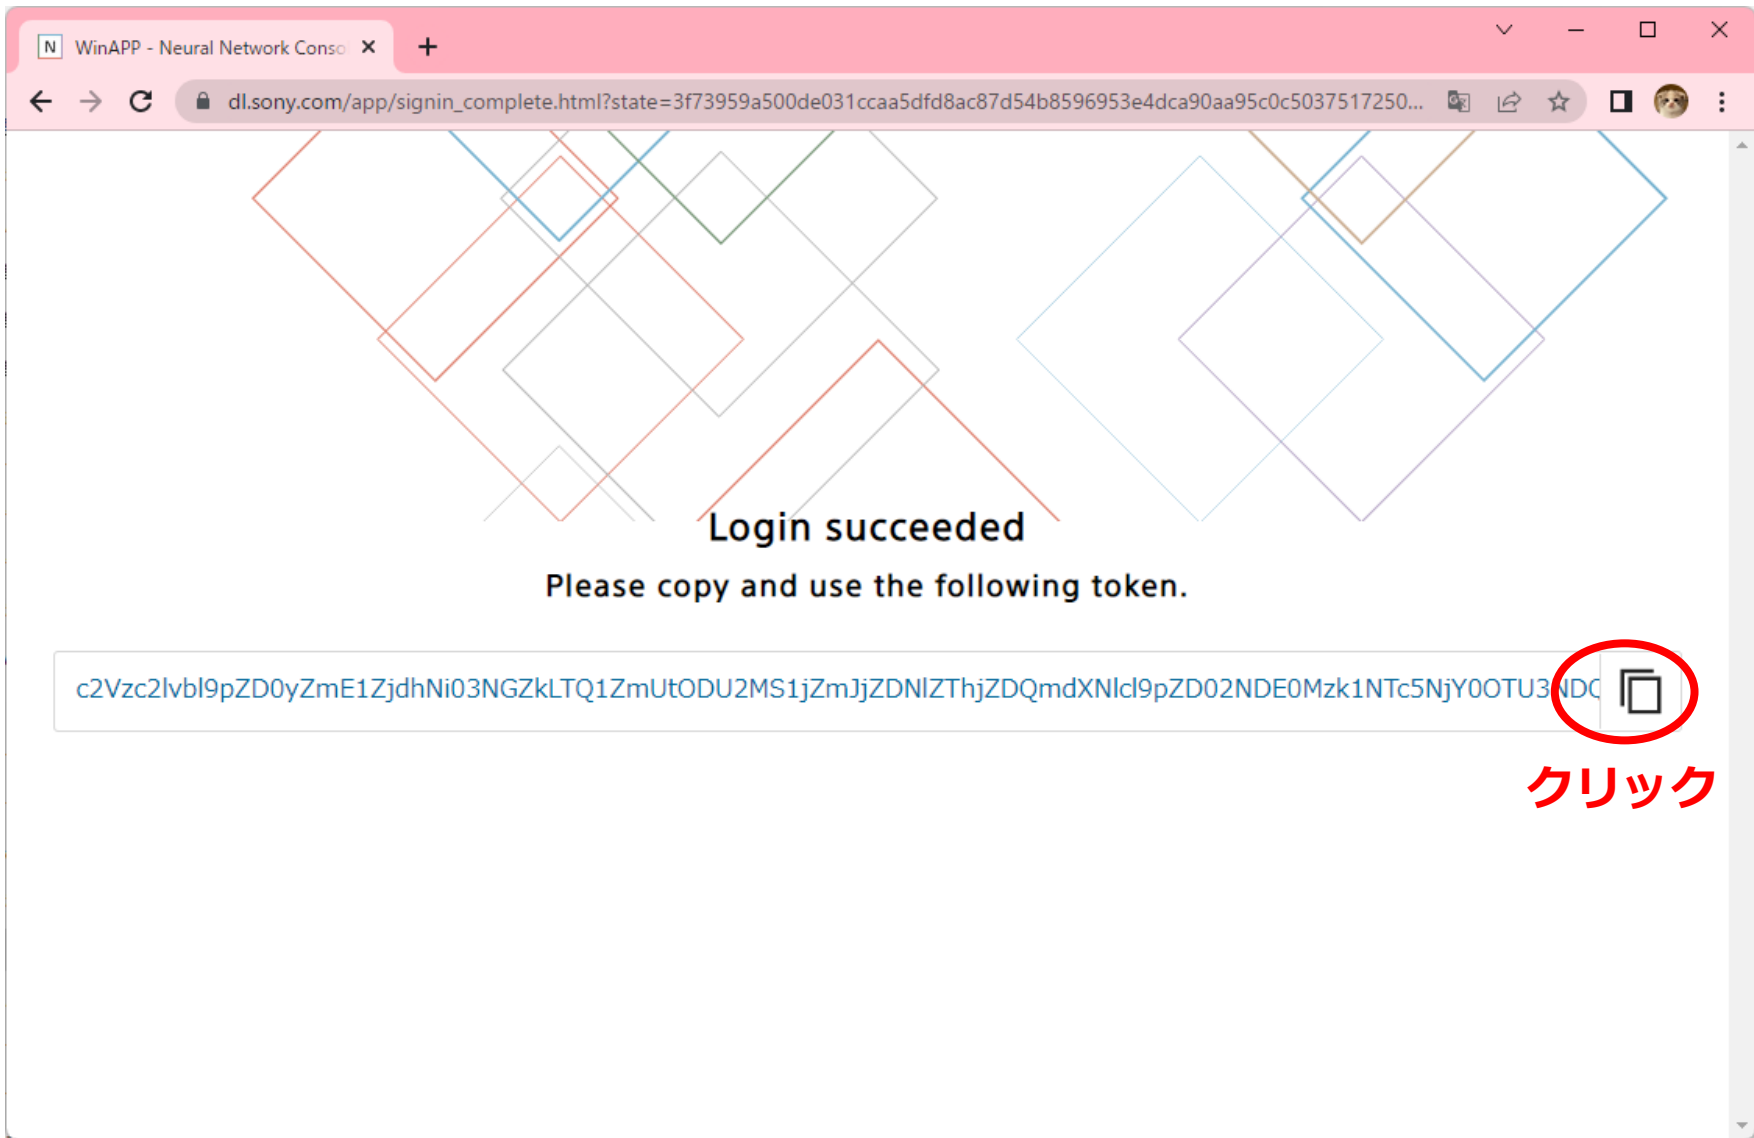 N WinAPP - Neural Network Conso
dl.sony.com/app/signin_complete.html?state=3f73959a500de031ccaa5dfd8ac87d54b8596953e4dca90aa95c0c5037517250...
Login succeeded
Please copy and use the following token.
c2Vzc2lvbl9pZD0yZmE1ZjdhNi03NGZkLTQ1ZmUtODU2MS1jZmJjZDNlZThjZDQmdXNlcl9pZD02NDE0Mzk1NTc5NjY0OTU3NDQ
クリック